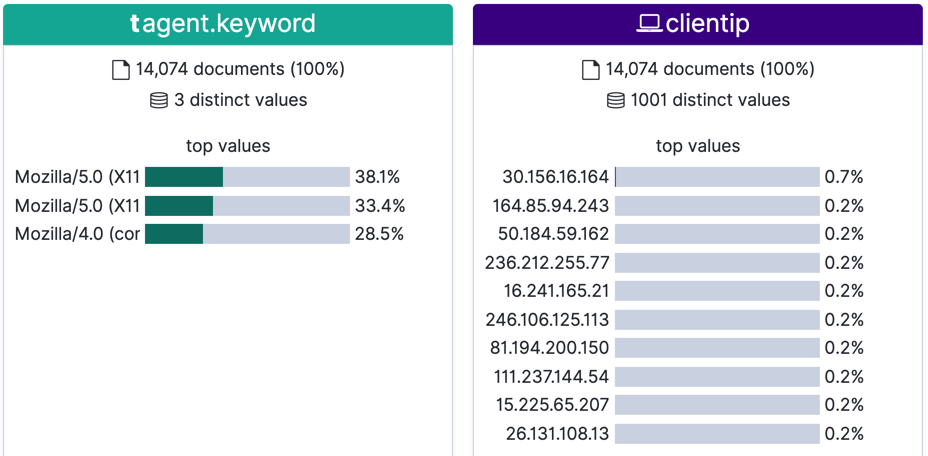 agent.keyword
14,074 documents (100%)
3 distinct values
top values
Mozilla/5.0 (X11 38.1%
Mozilla/5.0 (X11 33.4%
Mozilla/4.0 (cor 28.5%
clientip
14,074 documents (100%)
1001 distinct values
top values
30.156.16.164 0.7%
164.85.94.243 0.2%
50.184.59.162 0.2%
236.212.255.77 0.2%
16.241.165.21 0.2%
246.106.125.113 0.2%
81.194.200.150 0.2%
111.237.144.54 0.2%
15.225.65.207 0.2%
26.131.108.13 0.2%